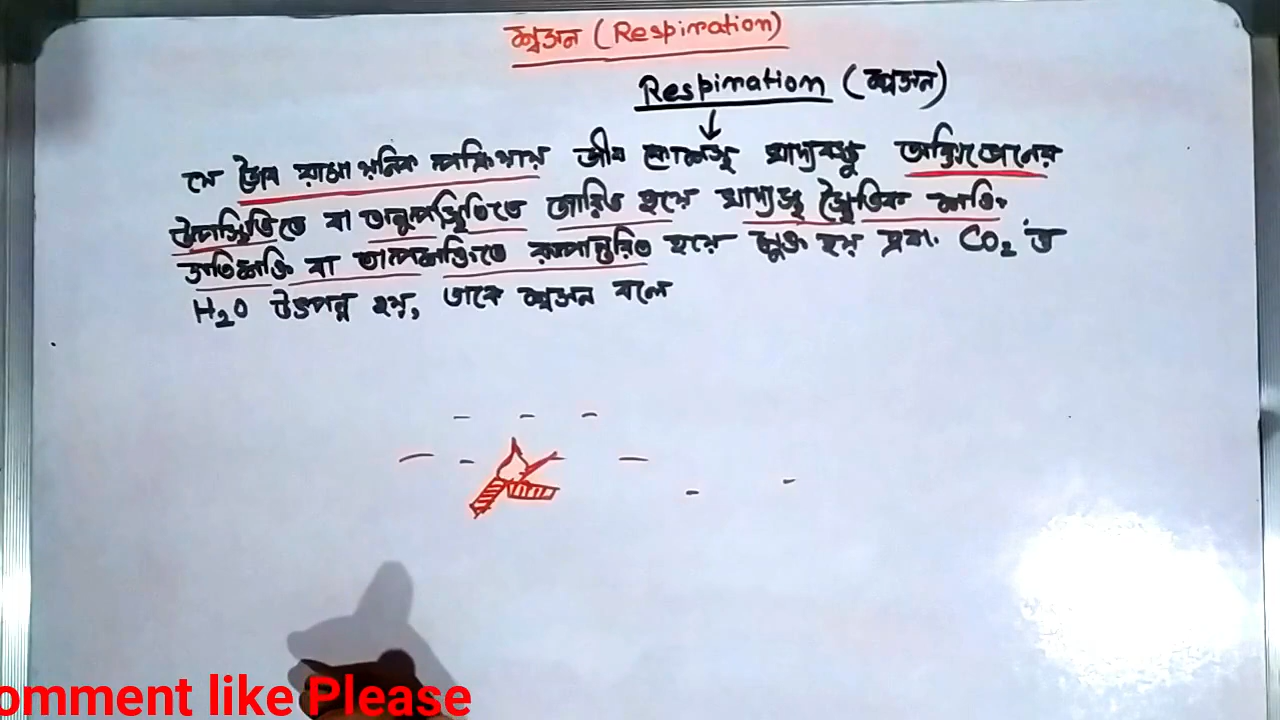 শ্বসন (Respiration)
Respiration (শ্বসন)
যে জৈব রাসায়নিক প্রক্রিয়ায় জীব কোষস্থ খাদ্যবস্তু অক্সিজেনের
উপস্থিতিতে বা অনুপস্থিতিতে জারিত হয়ে খাদ্যস্থ স্থৈতিক শক্তি
গতিশক্তি বা তাপশক্তিতে রূপান্তরিত হয়ে মুক্ত হয় এবং CO₂ ও
H₂O উৎপন্ন হয়, তাকে শ্বসন বলে
omment like Please